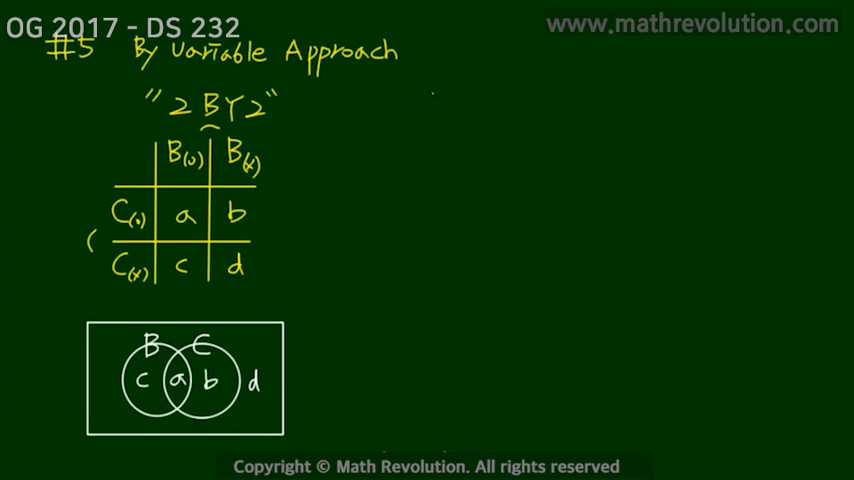 OG 2017 - DS 232
www.mathrevolution.com
#5 By Variable Approach
"2 BY 2"
B(o) B(x)
C(o) a b
C(x) c d
B C
c a b d
Copyright © Math Revolution. All rights reserved